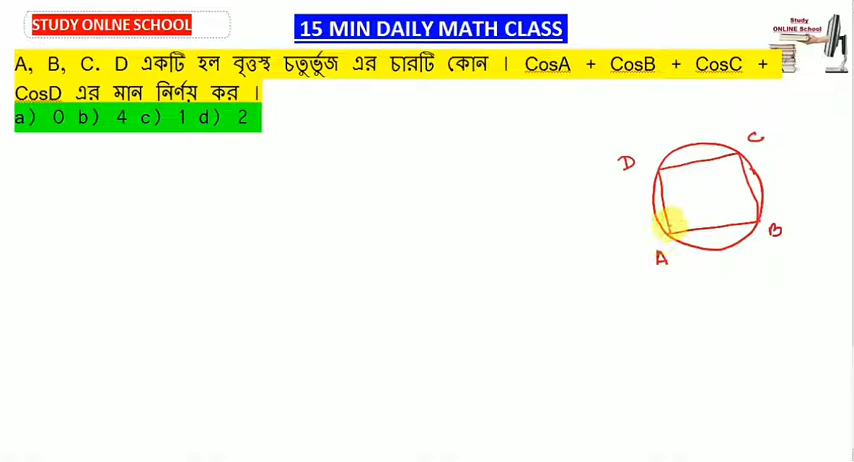 STUDY ONLNE SCHOOL
15 MIN DAILY MATH CLASS
Study
ONLINE School
A, B, C. D একটি হল বৃত্তস্থ চতুর্ভুজ এর চারটি কোন । CosA + CosB + CosC +
CosD এর মান নির্ণয় কর ।
a) 0 b) 4 c) 1 d) 2
C
D
B
A